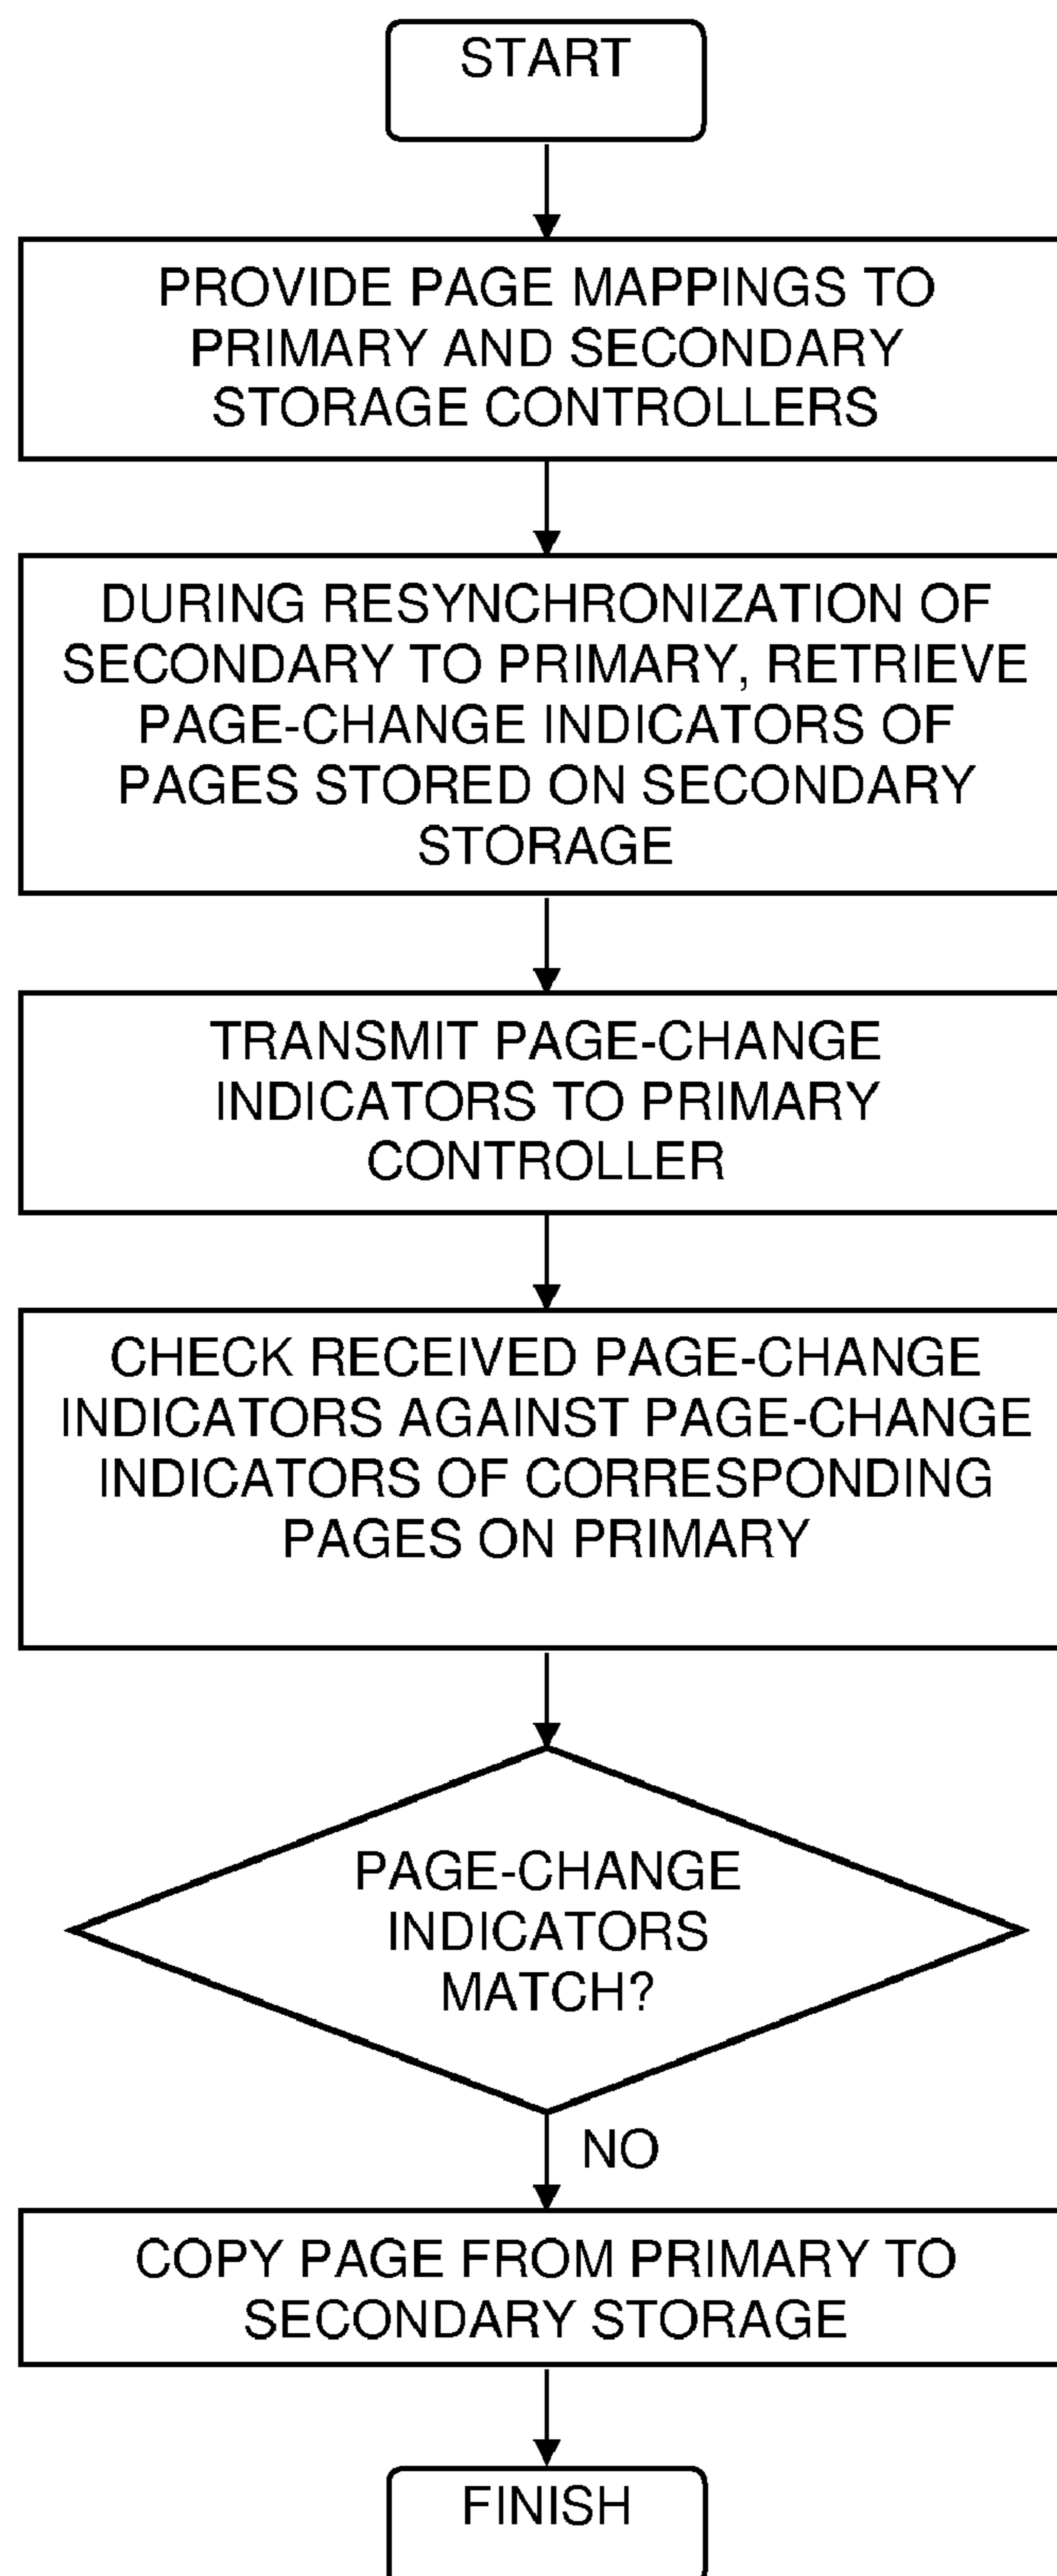 START
PROVIDE PAGE MAPPINGS TO
PRIMARY AND SECONDARY
STORAGE CONTROLLERS
DURING RESYNCHRONIZATION OF
SECONDARY TO PRIMARY, RETRIEVE
PAGE-CHANGE INDICATORS OF
PAGES STORED ON SECONDARY
STORAGE
TRANSMIT PAGE-CHANGE
INDICATORS TO PRIMARY
CONTROLLER
CHECK RECEIVED PAGE-CHANGE
INDICATORS AGAINST PAGE-CHANGE
INDICATORS OF CORRESPONDING
PAGES ON PRIMARY
PAGE-CHANGE
INDICATORS
MATCH?
NO
COPY PAGE FROM PRIMARY TO
SECONDARY STORAGE
FINISH